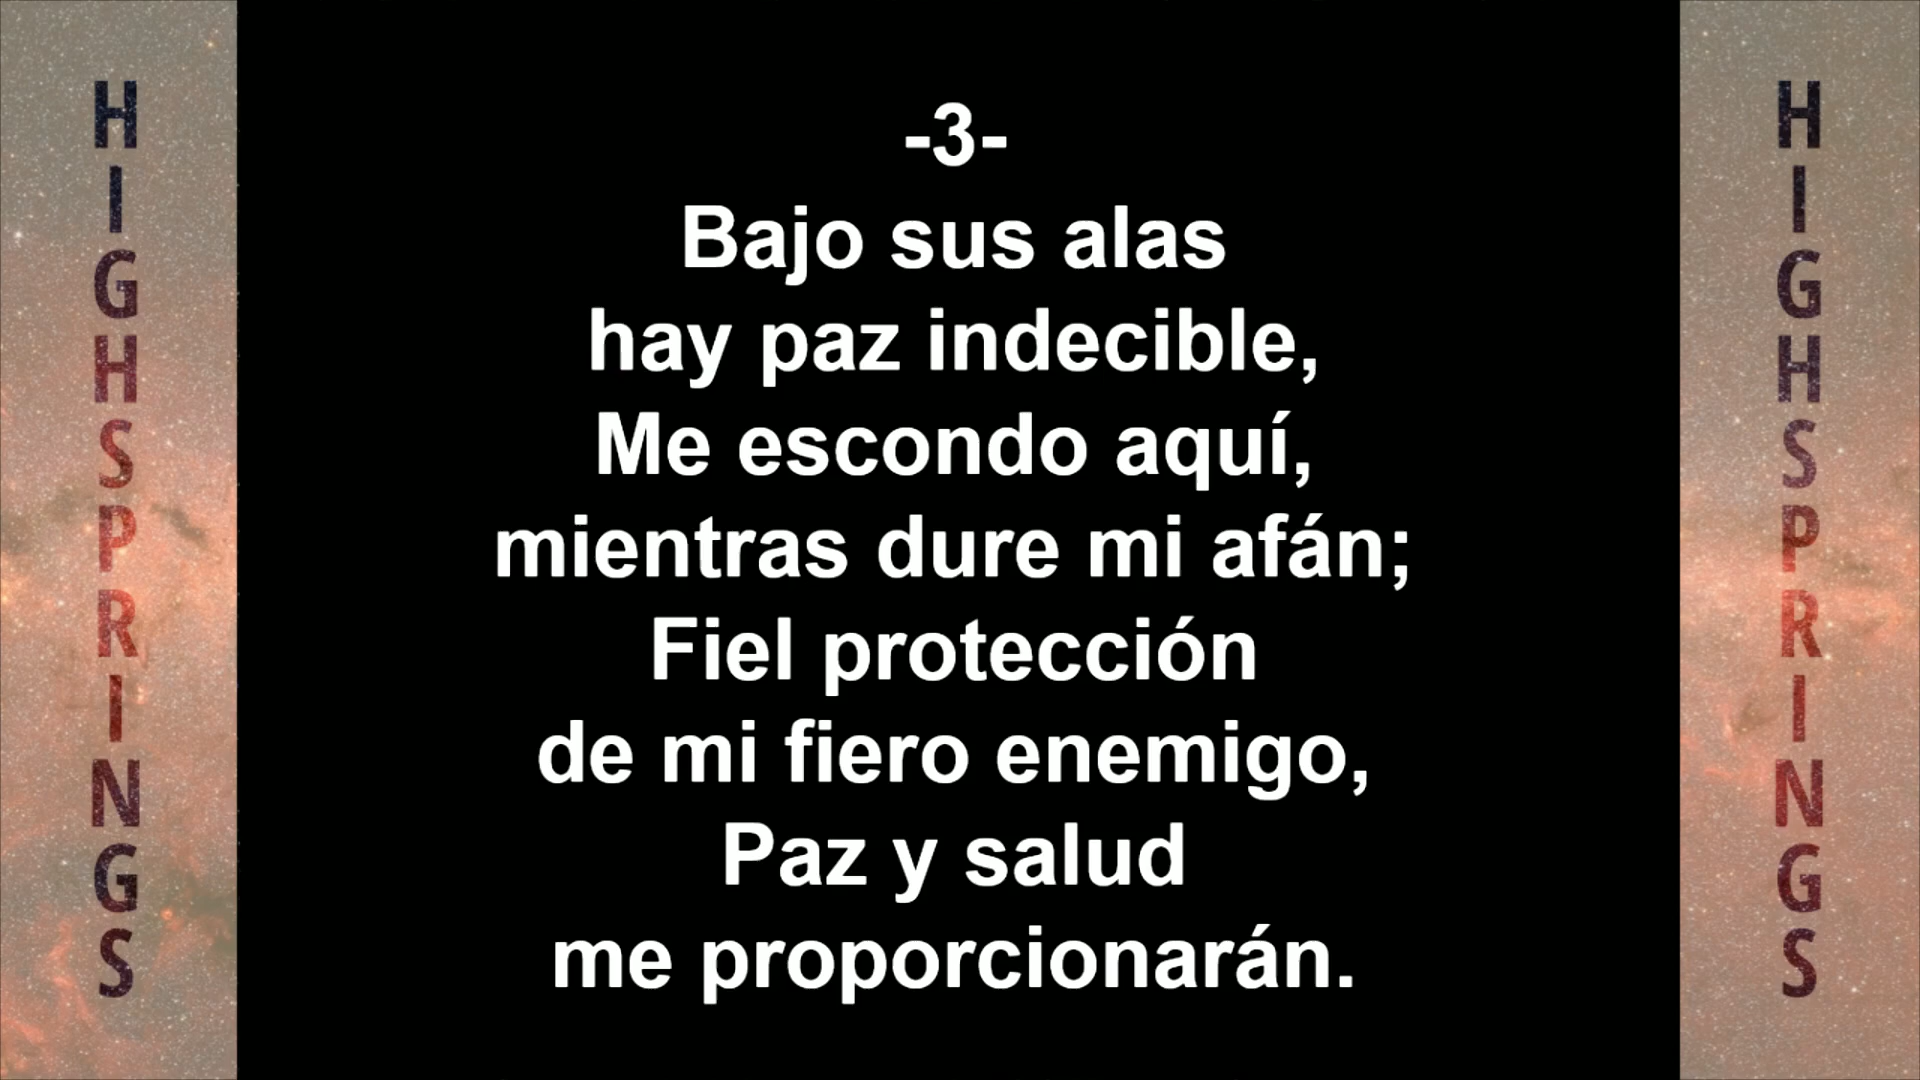 HIGHSPRINGS
-3-
Bajo sus alas
hay paz indecible,
Me escondo aquí,
mientras dure mi afán;
Fiel protección
de mi fiero enemigo,
Paz y salud
me proporcionarán.
HIGHSPRINGS